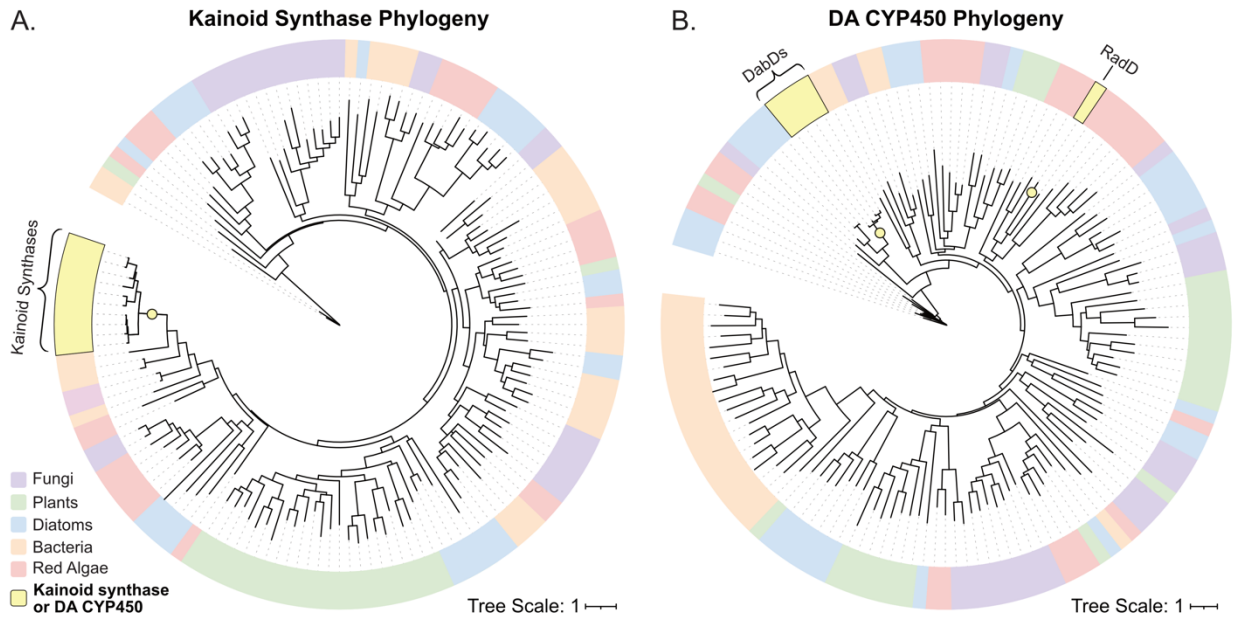 A.
Kainoid Synthase Phylogeny
Kainoid Synthases
Fungi
Plants
Diatoms
Bacteria
Red Algae
Kainoid synthase
or DA CYP450
Tree Scale: 1
B.
DA CYP450 Phylogeny
DabDs
RadD
Tree Scale: 1